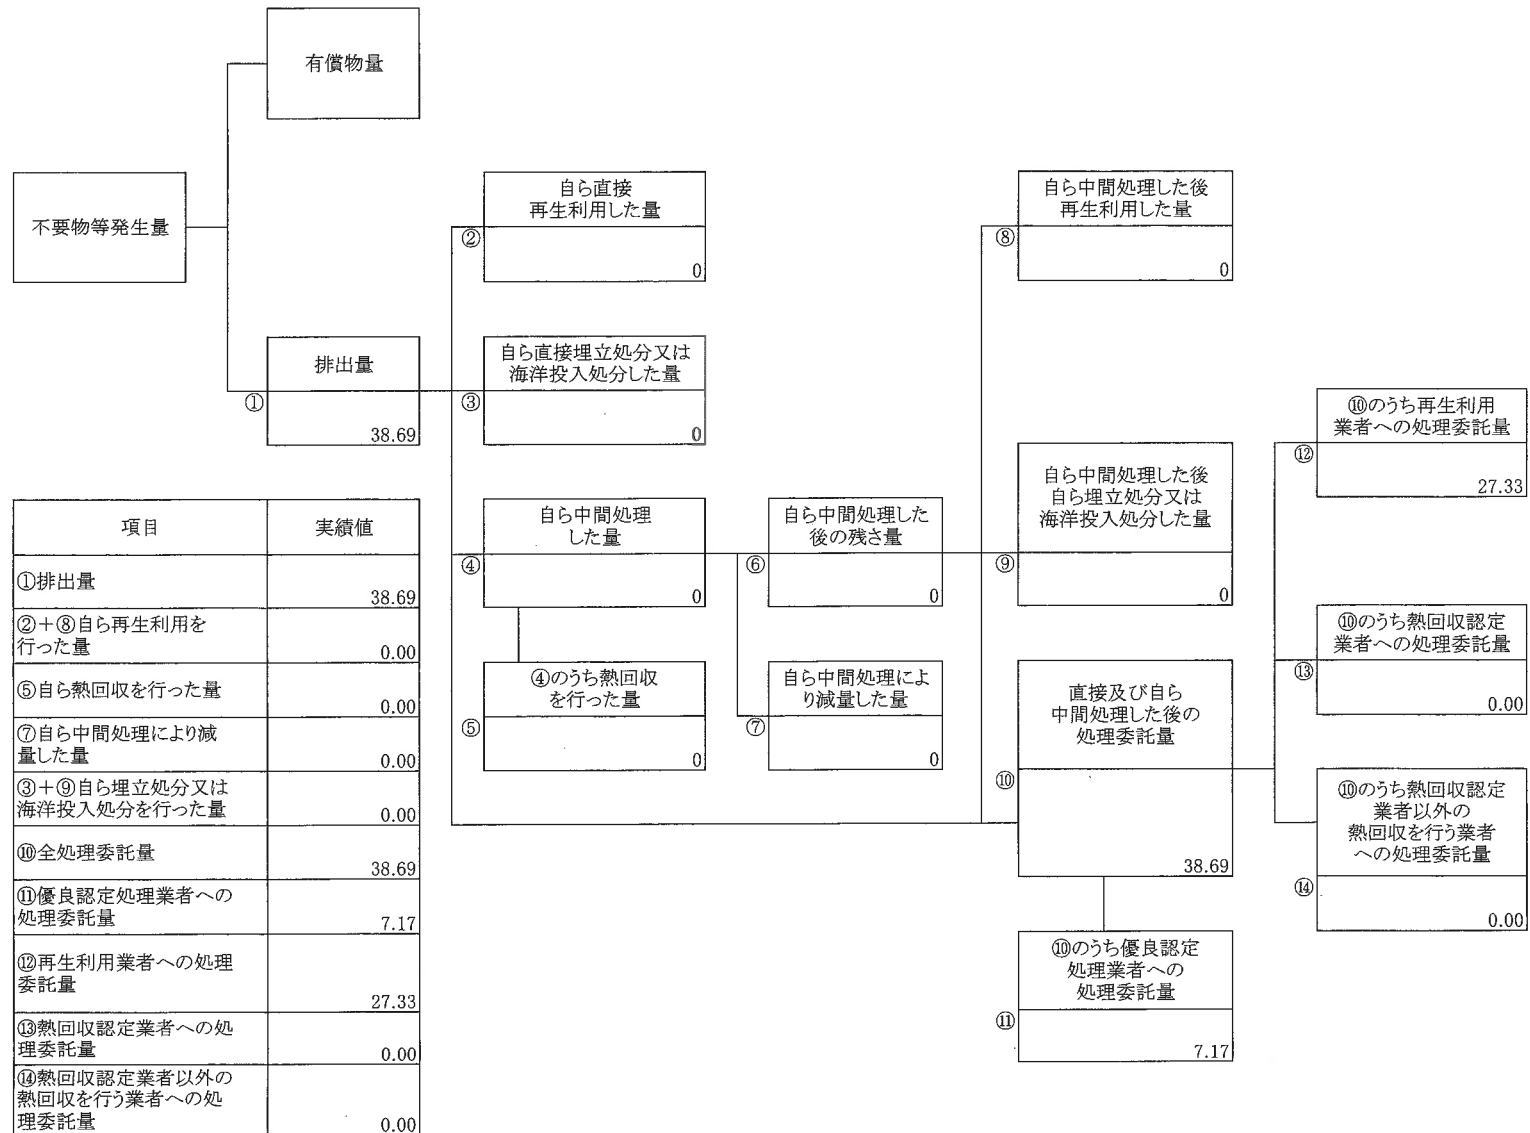 有償物量
不要物等発生量
排出量
①
38.69
自ら直接
再生利用した量
②
0
自ら直接埋立処分又は
海洋投入処分した量
③
0
自ら中間処理
した量
④
0
④のうち熱回収
を行った量
⑤
0
自ら中間処理した
後の残さ量
⑥
0
自ら中間処理によ
り減量した量
⑦
0
自ら中間処理した後
再生利用した量
⑧
0
自ら中間処理した後
自ら埋立処分又は
海洋投入処分した量
⑨
0
直接及び自ら
中間処理した後の
処理委託量
⑩
38.69
⑩のうち優良認定
処理業者への
処理委託量
⑪
7.17
⑩のうち再生利用
業者への処理委託量
⑫
27.33
⑩のうち熱回収認定
業者への処理委託量
⑬
0.00
⑩のうち熱回収認定
業者以外の
熱回収を行う業者
への処理委託量
⑭
0.00
項目 実績値
①排出量
38.69
②+⑧自ら再生利用を
行った量
0.00
⑤自ら熱回収を行った量
0.00
⑦自ら中間処理により減
量した量
0.00
③+⑨自ら埋立処分又は
海洋投入処分を行った量
0.00
⑩全処理委託量
38.69
⑪優良認定処理業者への
処理委託量
7.17
⑫再生利用業者への処理
委託量
27.33
⑬熱回収認定業者への処
理委託量
0.00
⑭熱回収認定業者以外の
熱回収を行う業者への処
理委託量
0.00